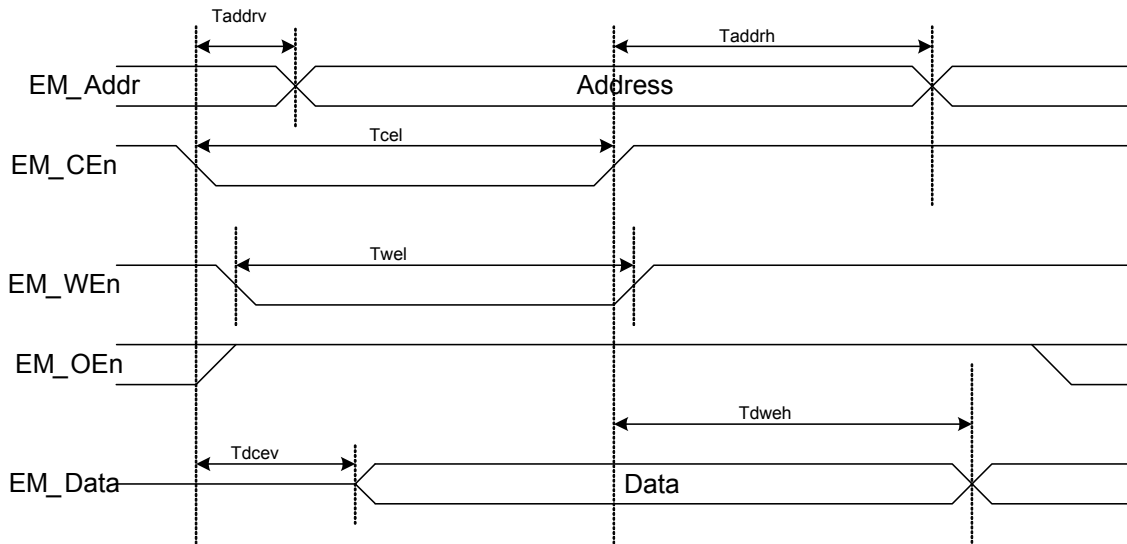 Taddrv
Taddrh
EM_Addr
Address
Tcel
EM_CEn
Twel
EM_WEn
EM_OEn
Tdweh
Tdcev
EM_Data
Data